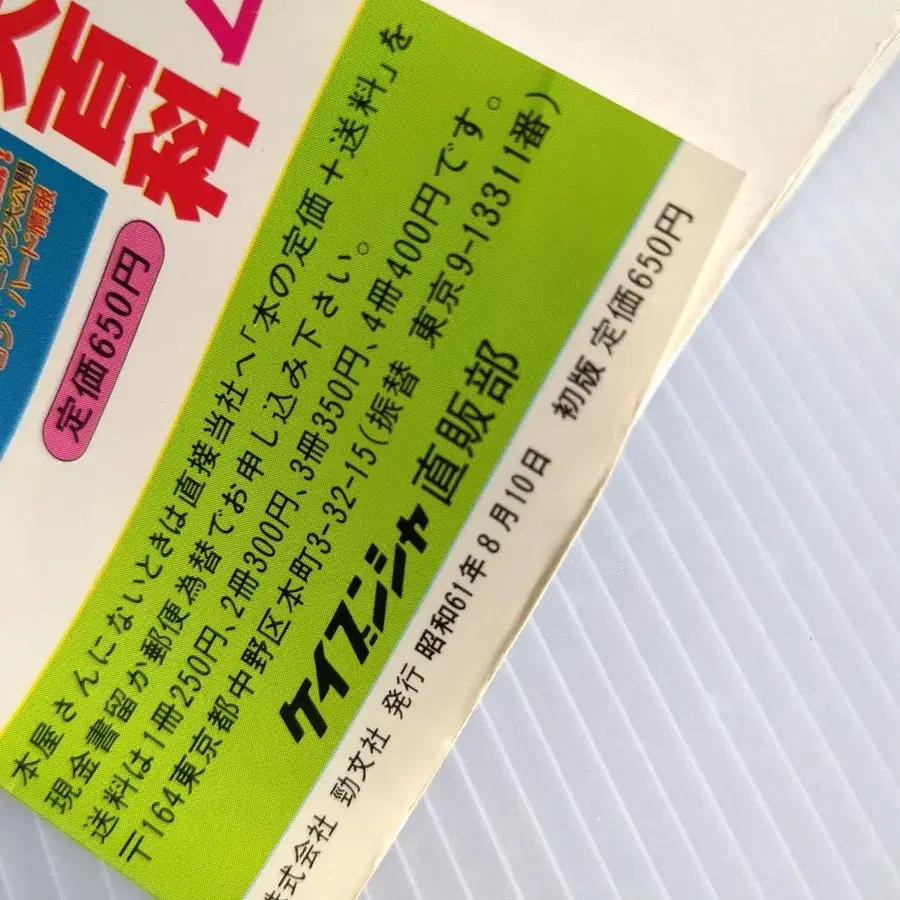 百科
大公開
ハード情報
定価650円
本屋さんにないときは直接当社へ「本の定価+送料」を
現金書留か郵便為替でお申し込み下さい。
送料は1冊250円、2冊300円、3冊350円、4冊400円です。
〒164東京都中野区本町3-32-15(振替 東京9-13311番)
ケイブンシャ直販部
株式会社 勁文社 発行 昭和61年8月10日 初版 定価650円